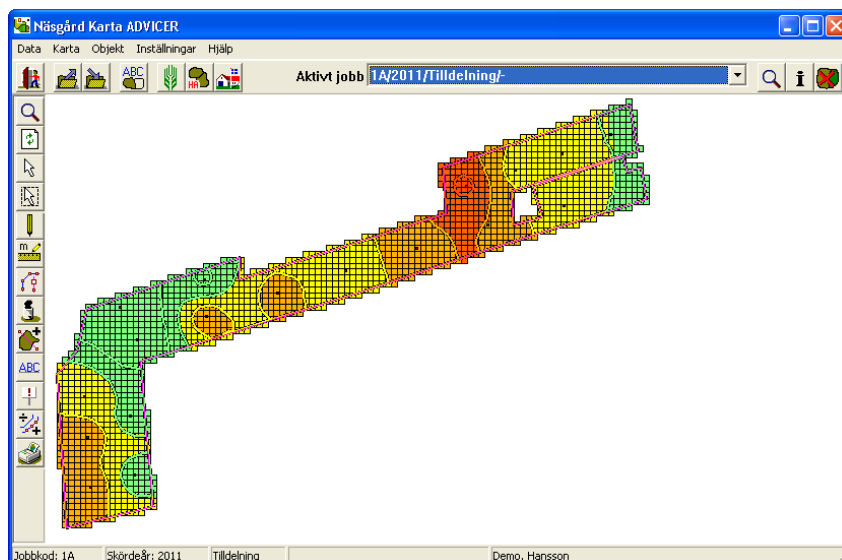 Näsgård Karta ADVICER
Data Karta Objekt Inställningar Hjälp
ABC HA Aktivt jobb 1A/2011/Tilldelning/- i
m
ABC
Jobbkod: 1A Skördeår: 2011 Tilldelning Demo, Hansson